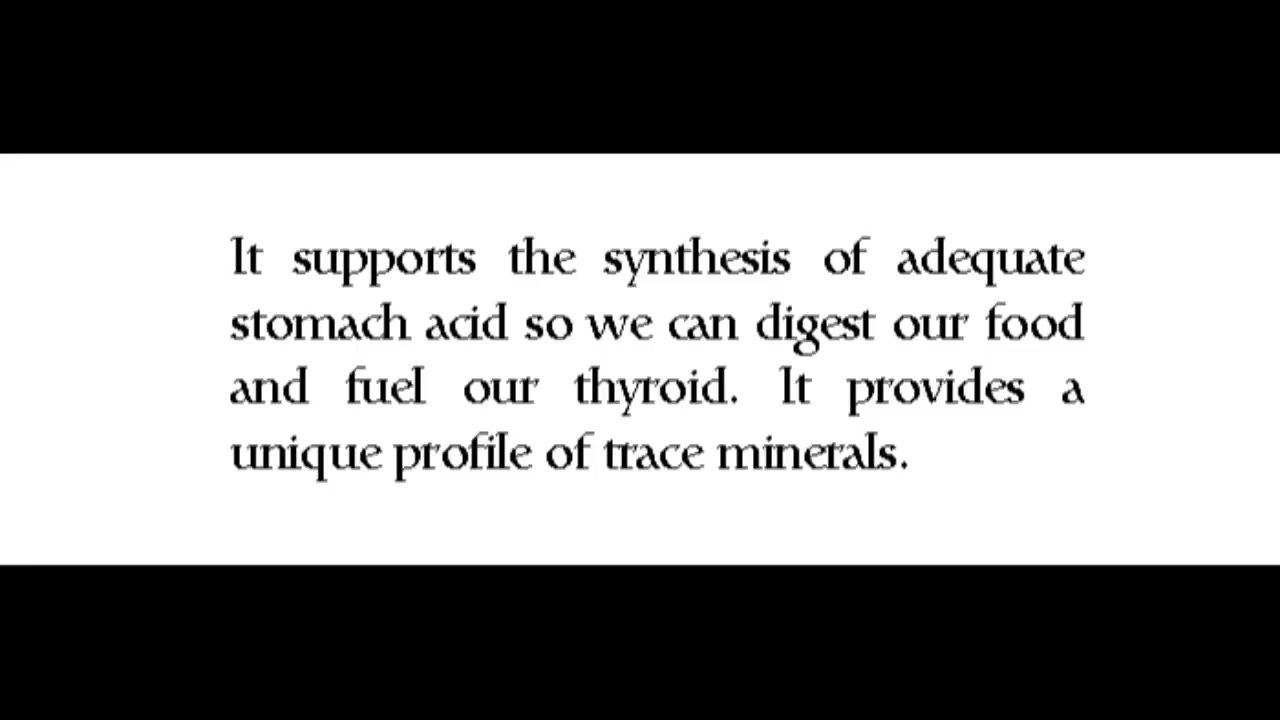 It supports the synthesis of adequate
stomach acid so we can digest our food
and fuel our thyroid. It provides a
unique profile of trace minerals.